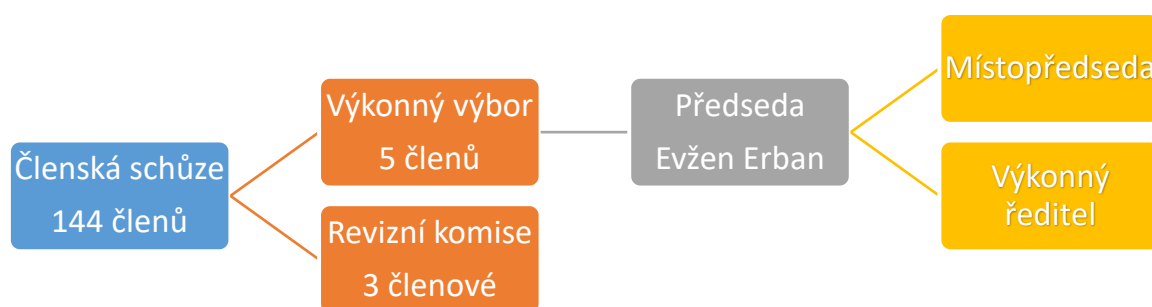 Členská schůze
144 členů
Výkonný výbor
5 členů
Revizní komise
3 členové
Předseda
Evžen Erban
Místopředseda
Výkonný
ředitel